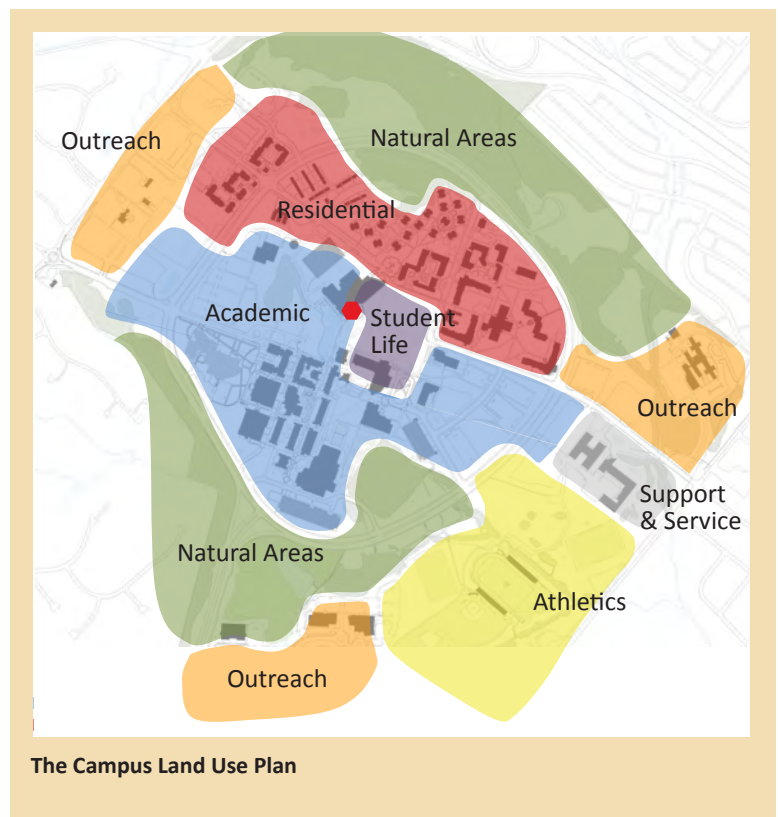 Outreach
Natural Areas
Residential
Academic
Student
Life
Outreach
Support
& Service
Natural Areas
Athletics
Outreach
The Campus Land Use Plan